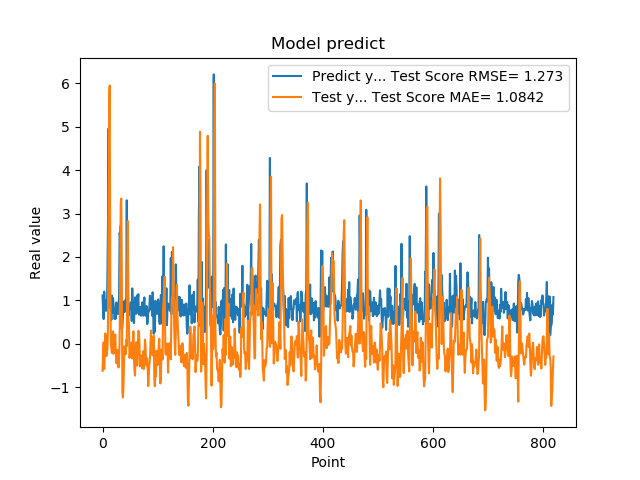 Model predict
Predict y... Test Score RMSE= 1.273
Test y... Test Score MAE= 1.0842
Real value
6
5
4
3
2
1
0
−1
0 200 400 600 800
Point